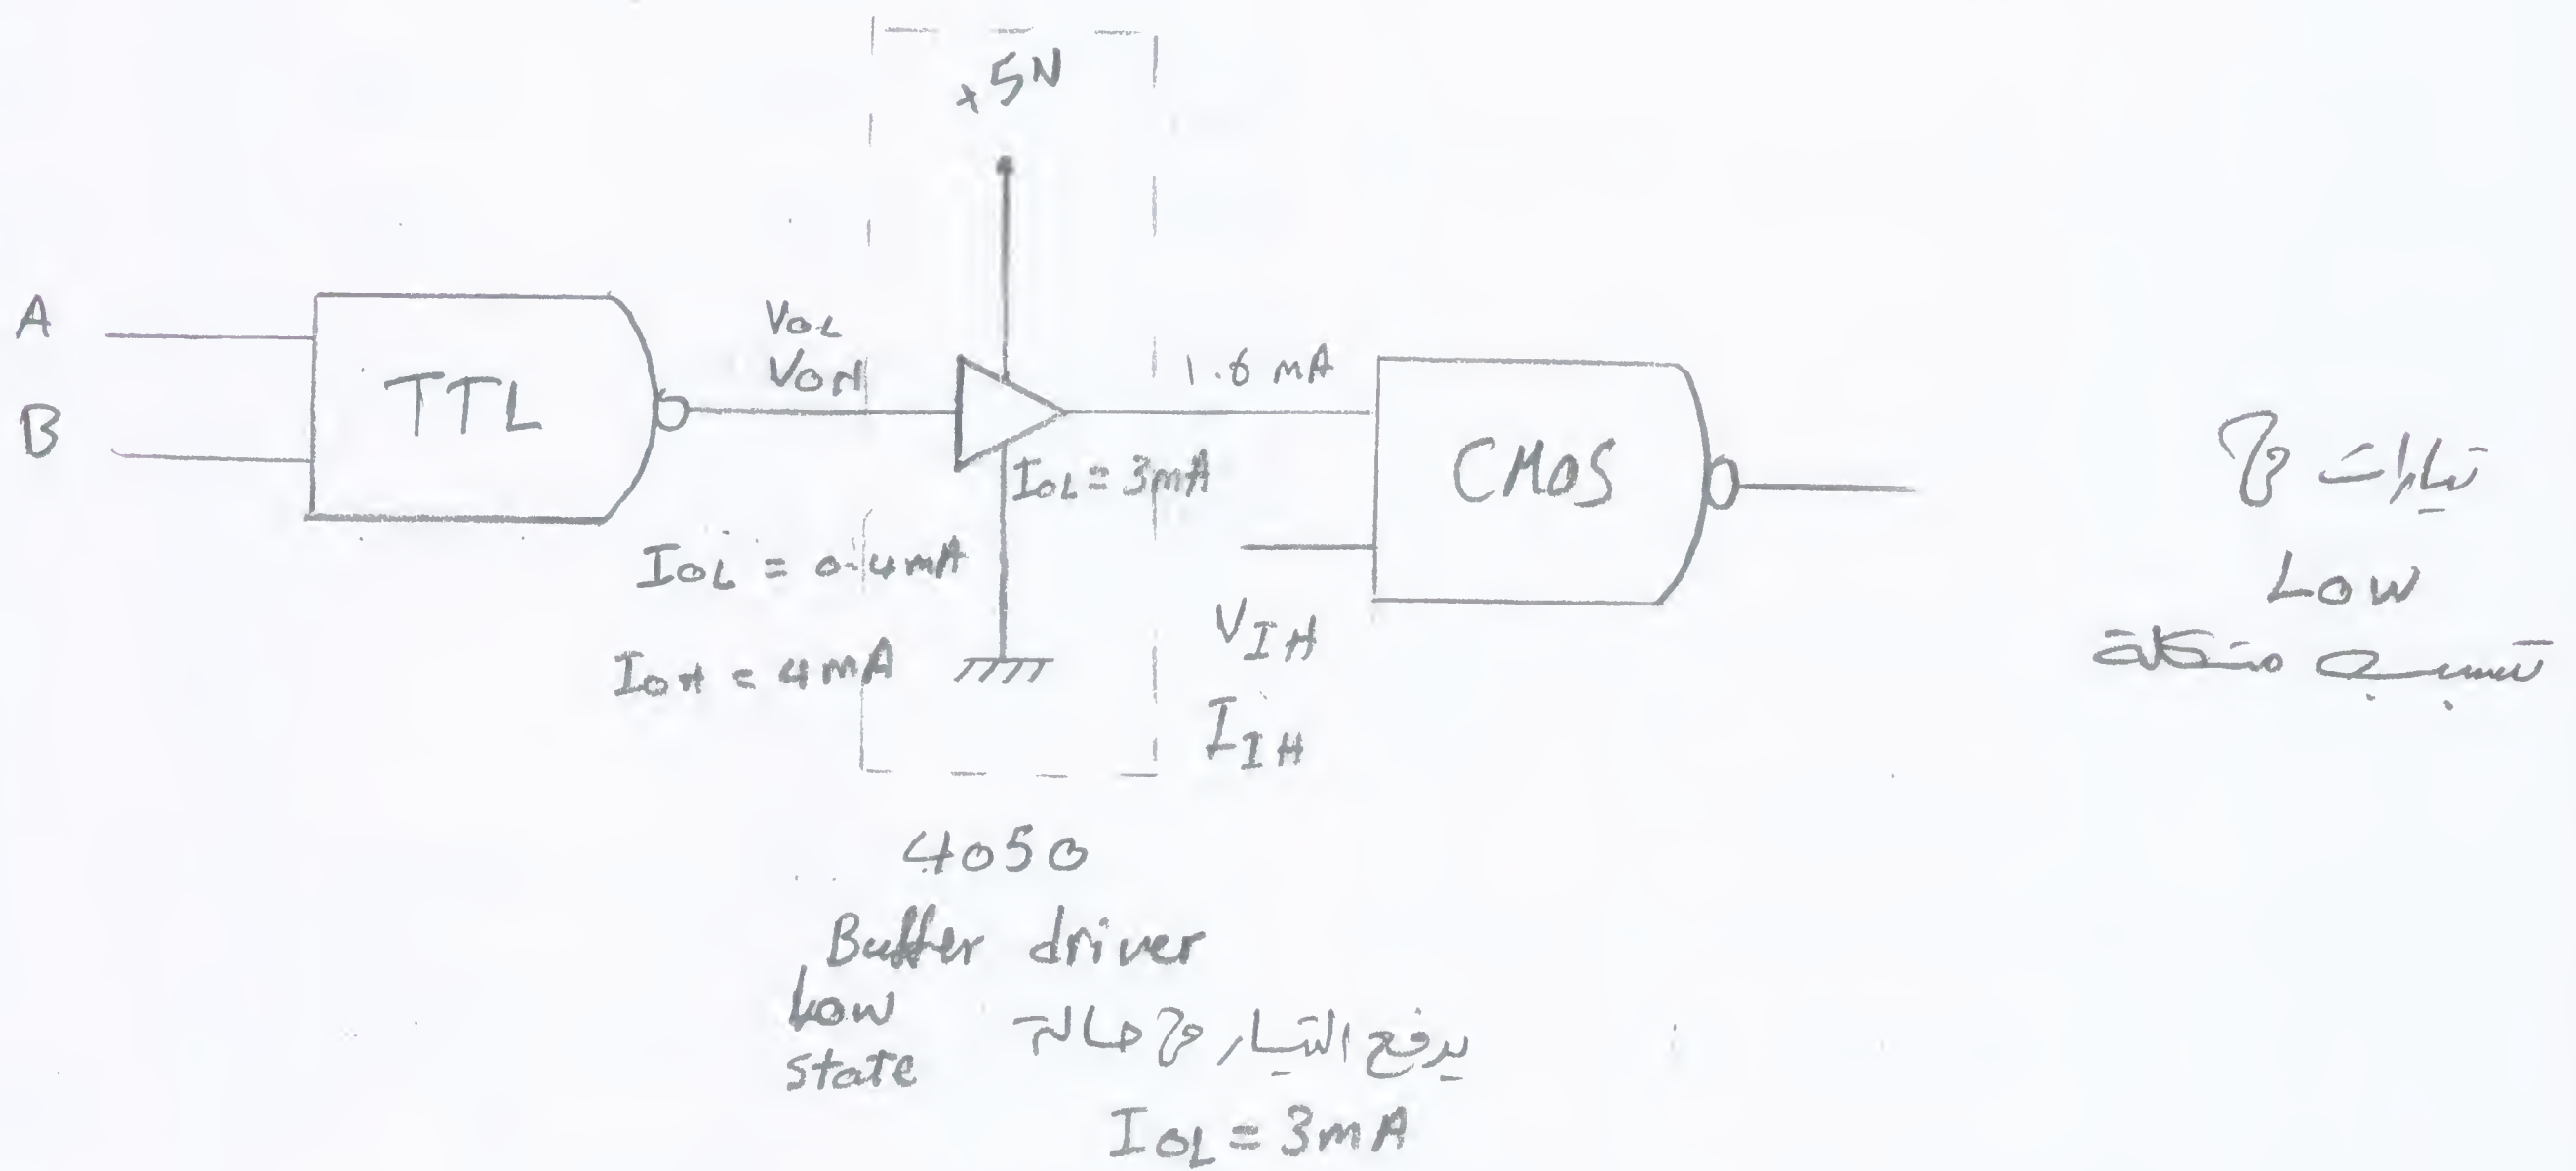 +5V
A
B
TTL
VOL
VOH
1.6 mA
IOL = 3mA
CMOS
IOL = 0.4mA
IOH = 4mA
VIH
IIH
تيارات في
Low
تسبب مشكلة
4050
Buffer driver
يرفع التيار في حالة Low
state
IOL = 3mA